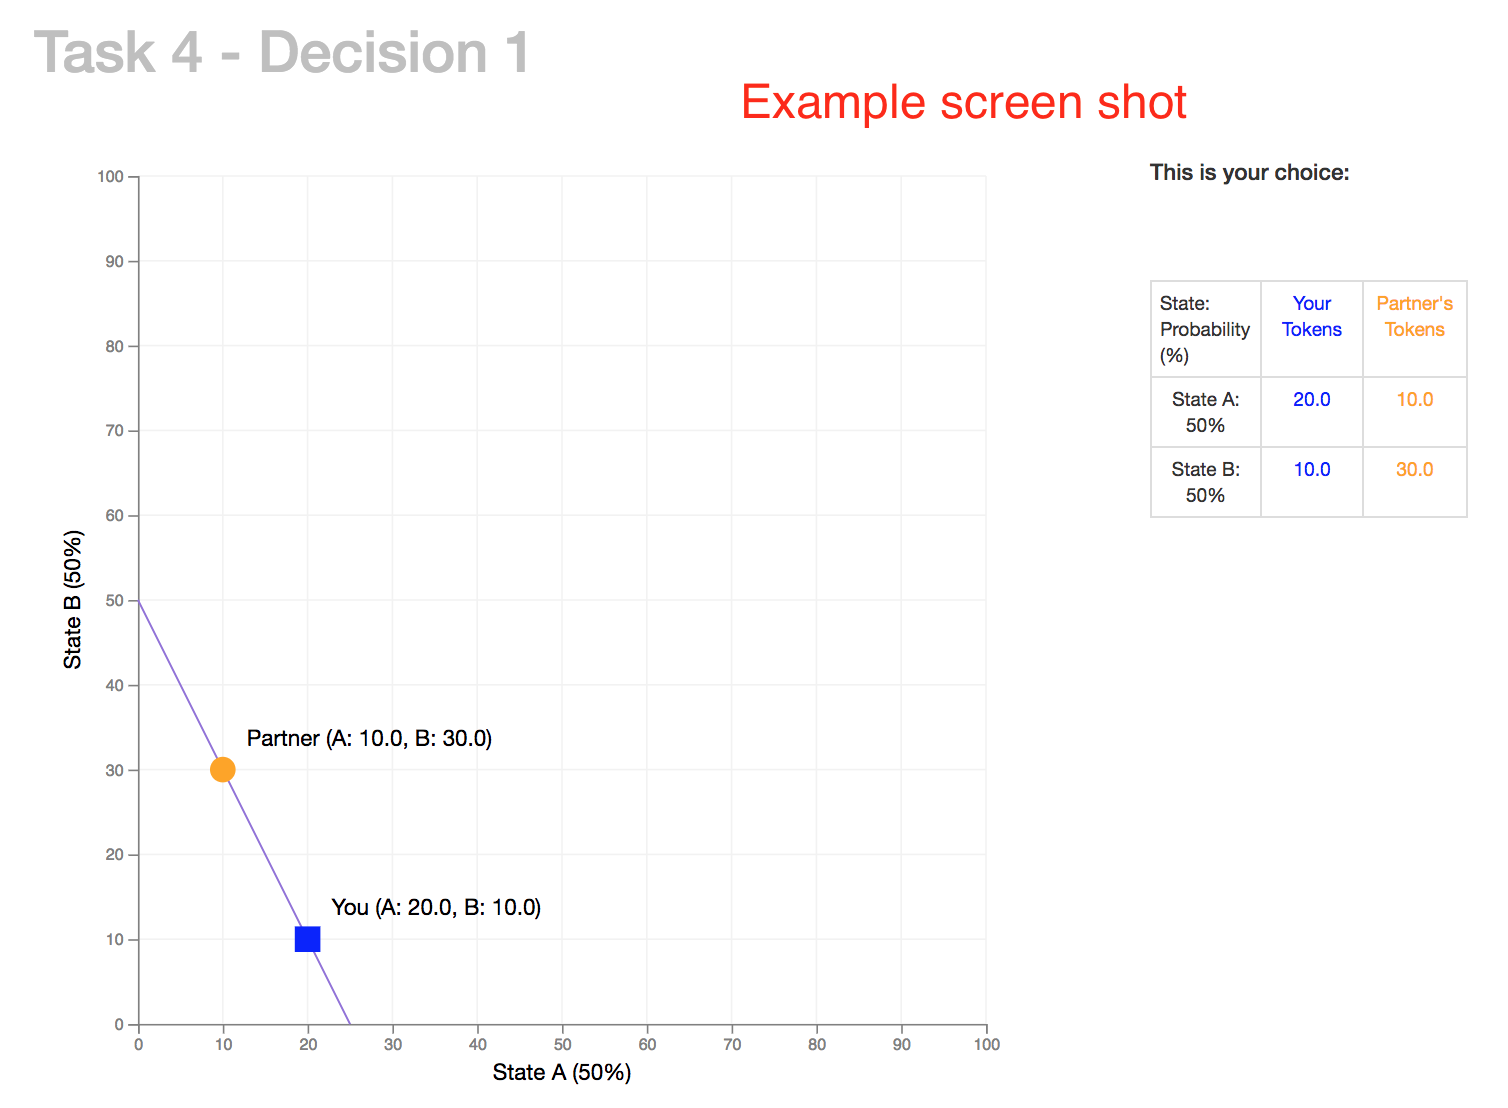 Task 4 - Decision 1
Example screen shot
This is your choice:
100
90
80
70
60
50
40
30
20
10
0
State B (50%)
Partner (A: 10.0, B: 30.0)
You (A: 20.0, B: 10.0)
0 10 20 30 40 50 60 70 80 90 100
State A (50%)
State: Your Partner's
Probability Tokens Tokens
(%)
State A: 20.0 10.0
50%
State B: 10.0 30.0
50%